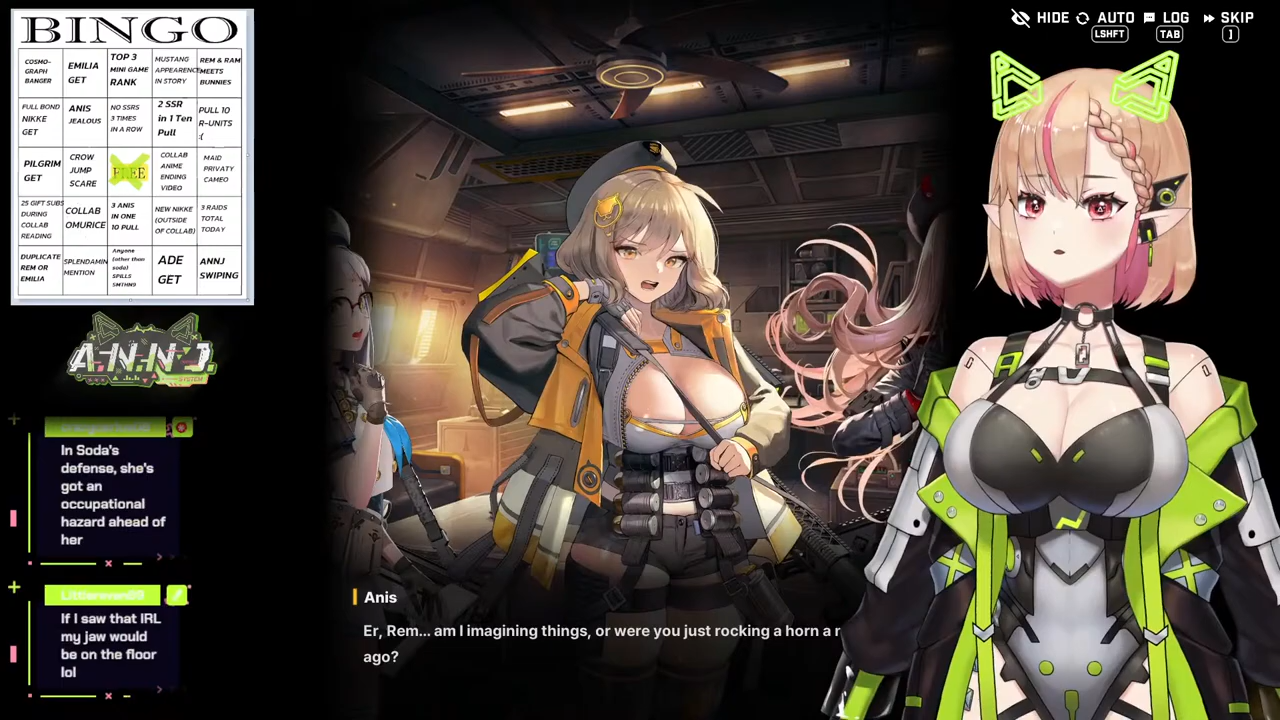 BINGO
COSMO-
GRAPH
BANGER
EMILIA
GET
TOP 3
MINI GAME
RANK
MUSTANG
APPEARENCE
IN STORY
REM & RAM
MEETS
BUNNIES
FULL BOND
NIKKE
GET
ANIS
JEALOUS
NO SSRS
3 TIMES
IN A ROW
2 SSR
in 1 Ten
Pull
PULL 10
R-UNITS
:(
PILGRIM
GET
CROW
JUMP
SCARE
FREE
COLLAB
ANIME
ENDING
VIDEO
MAID
PRIVATY
CAMEO
25 GIFT SUBS
DURING
COLLAB
READING
COLLAB
OMURICE
3 ANIS
IN ONE
10 PULL
NEW NIKKE
(OUTSIDE
OF COLLAB)
3 RAIDS
TOTAL
TODAY
DUPLICATE
REM OR
EMILIA
SPLENDAMIN
MENTION
Anyone
(other than
soda)
SPILLS
SMTHN9
ADE
GET
ANNJ
SWIPING
A.N.N.J.
SYSTEM
In Soda's
defense, she's
got an
occupational
hazard ahead of
her
If I saw that IRL
my jaw would
be on the floor
lol
HIDE AUTO LOG SKIP
LSHFT TAB ]
Anis
Er, Rem... am I imagining things, or were you just rocking a horn a
ago?